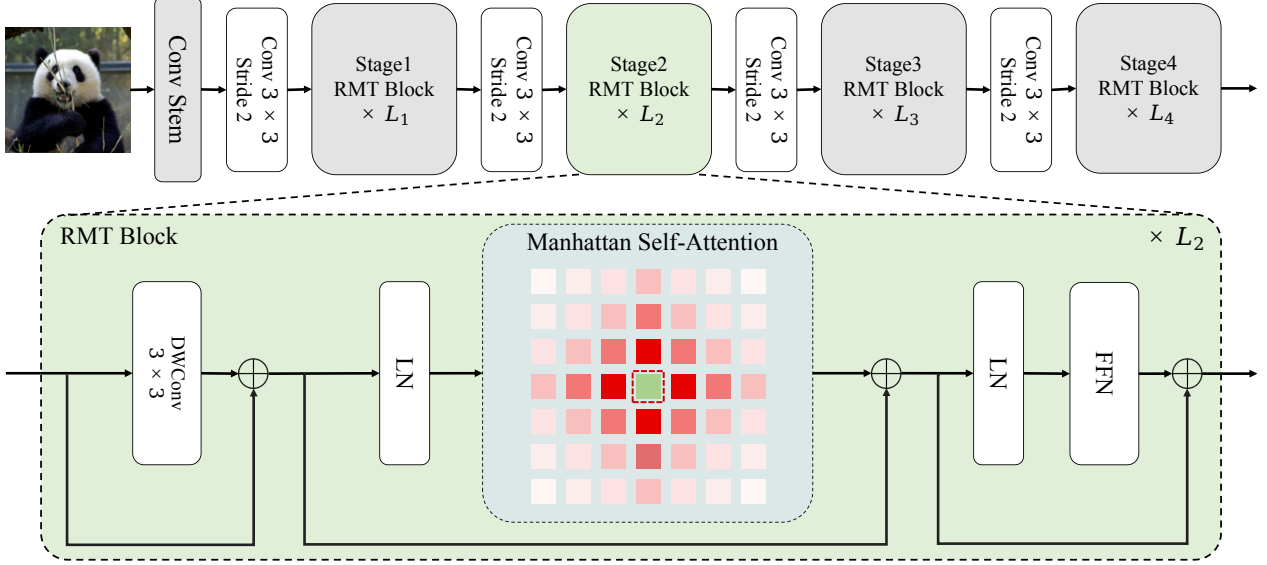 Conv Stem
Conv 3 × 3
Stride 2
Stage1
RMT Block
× L₁
Conv 3 × 3
Stride 2
Stage2
RMT Block
× L₂
Conv 3 × 3
Stride 2
Stage3
RMT Block
× L₃
Conv 3 × 3
Stride 2
Stage4
RMT Block
× L₄
RMT Block
× L₂
Manhattan Self-Attention
DWConv
3 × 3
LN
LN
FFN